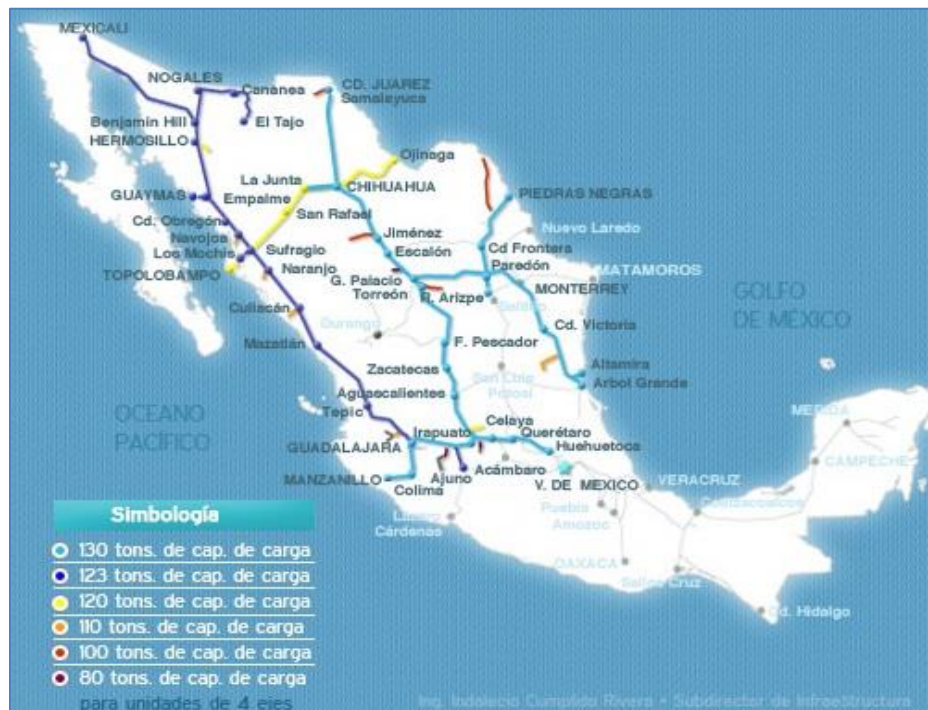 MEXICALI
NOGALES
Cananea
CD. JUAREZ
Samalayuca
Benjamin Hill
El Tajo
HERMOSILLO
Ojinaga
La Junta
CHIHUAHUA
GUAYMAS
Empalme
PIEDRAS NEGRAS
San Rafael
Cd. Obregón
Nuevo Laredo
Navojoa
Jiménez
Los Mochis
Sufragio
Escalón
Cd Frontera
TOPOLOBAMPO
Naranjo
G. Palacio
Paredón
MATAMOROS
Torreón
R. Arizpe
MONTERREY
Saltillo
GOLFO
DE MEXICO
Culiacán
Durango
Cd. Victoria
Mazatlán
F. Pescador
Zacatecas
San Luis
Potosí
Altamira
Arbol Grande
Aguascalientes
OCEANO
PACÍFICO
Tepic
MERIDA
Irapuato
Celaya
Querétaro
GUADALAJARA
Huehuetoca
CAMPECHE
MANZANILLO
Ajuno
Acámbaro
V. DE MEXICO
VERACRUZ
Colima
Coatzacoalcos
Lázaro
Cárdenas
Puebla
Amozoc
OAXACA
Salina Cruz
Cd. Hidalgo
Simbología
130 tons. de cap. de carga
123 tons. de cap. de carga
120 tons. de cap. de carga
110 tons. de cap. de carga
100 tons. de cap. de carga
80 tons. de cap. de carga
para unidades de 4 ejes
Ing. Indalecio Cumplido Rivera • Subdirector de Infraestructura